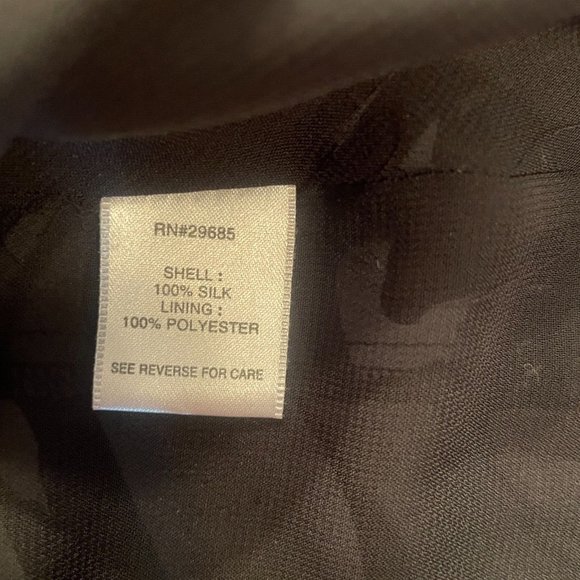 RN#29685
SHELL :
100% SILK
LINING :
100% POLYESTER
SEE REVERSE FOR CARE